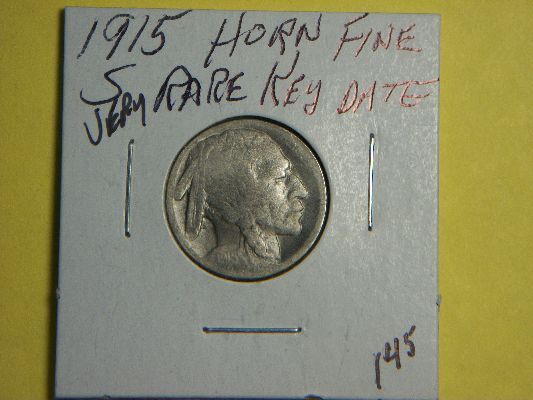 1915 HORN FINE
S
VERY RARE KEY DATE
145